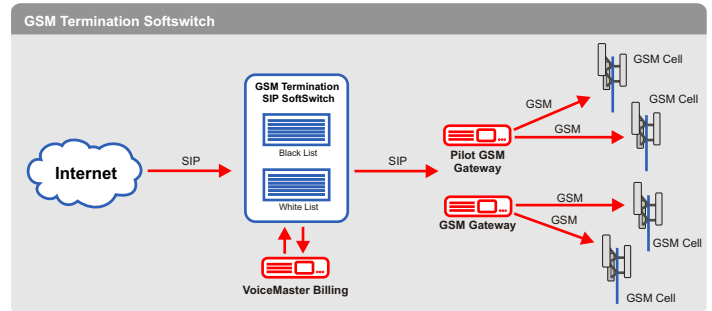 GSM Termination Softswitch
GSM Termination
SIP SoftSwitch
Black List
White List
Internet
SIP
SIP
VoiceMaster Billing
Pilot GSM
Gateway
GSM Gateway
GSM
GSM
GSM
GSM
GSM Cell
GSM Cell
GSM Cell
GSM Cell